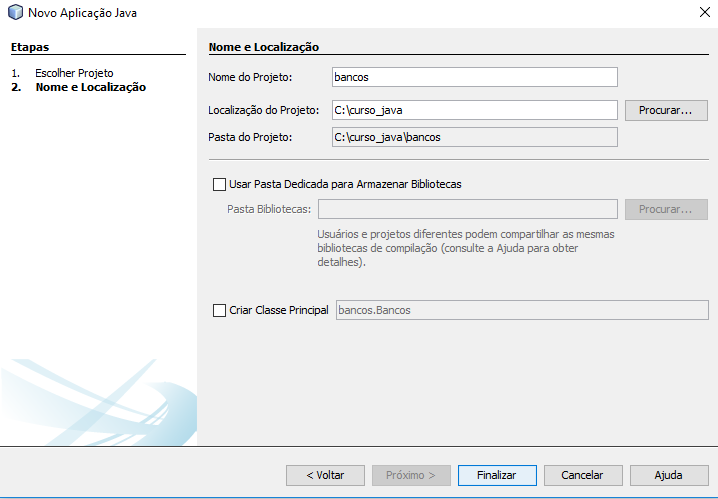 Novo Aplicação Java
Etapas
1. Escolher Projeto
2. Nome e Localização
Nome e Localização
Nome do Projeto: bancos
Localização do Projeto: C:\curso_java Procurar...
Pasta do Projeto: C:\curso_java\bancos
Usar Pasta Dedicada para Armazenar Bibliotecas
Pasta Bibliotecas: Procurar...
Usuários e projetos diferentes podem compartilhar as mesmas
bibliotecas de compilação (consulte a Ajuda para obter
detalhes).
Criar Classe Principal bancos.Bancos
< Voltar Próximo > Finalizar Cancelar Ajuda